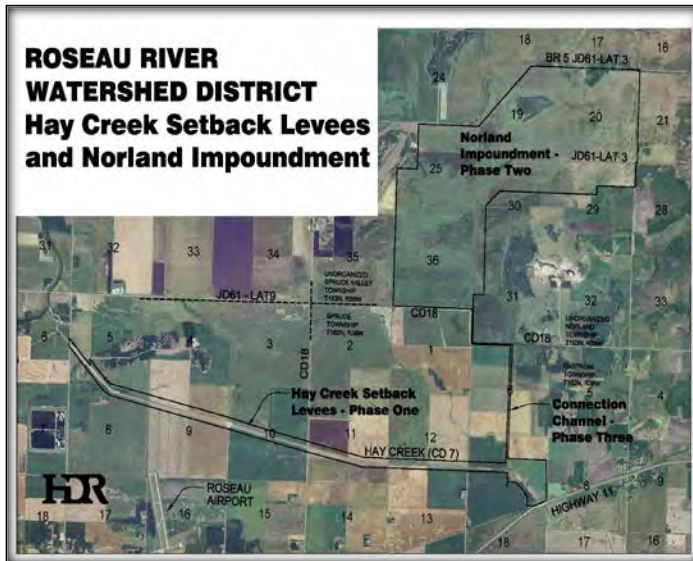 ROSEAU RIVER
WATERSHED DISTRICT
Hay Creek Setback Levees
and Norland Impoundment
18
17
16
BR 5 JD61-LAT 3
24
19
20
21
Norland
Impoundment -
Phase Two
JD61-LAT 3
25
30
29
28
31
32
33
34
35
36
31
32
33
UNORGANIZED
SPRUCE VALLEY
TOWNSHIP
JD61 - LAT9
CD18
SPRUCE
TOWNSHIP
UNORGANIZED
NORLAND
TOWNSHIP
CD18
CD18
6
5
3
2
1
TOWNSHIP
5
4
Hay Creek Setback
Levees - Phase One
Connection
Channel -
Phase Three
8
9
10
11
12
HAY CREEK (CD 7)
8
9
HIGHWAY 11
HDR
ROSEAU
AIRPORT
18
17
16
15
14
13
18
17
16